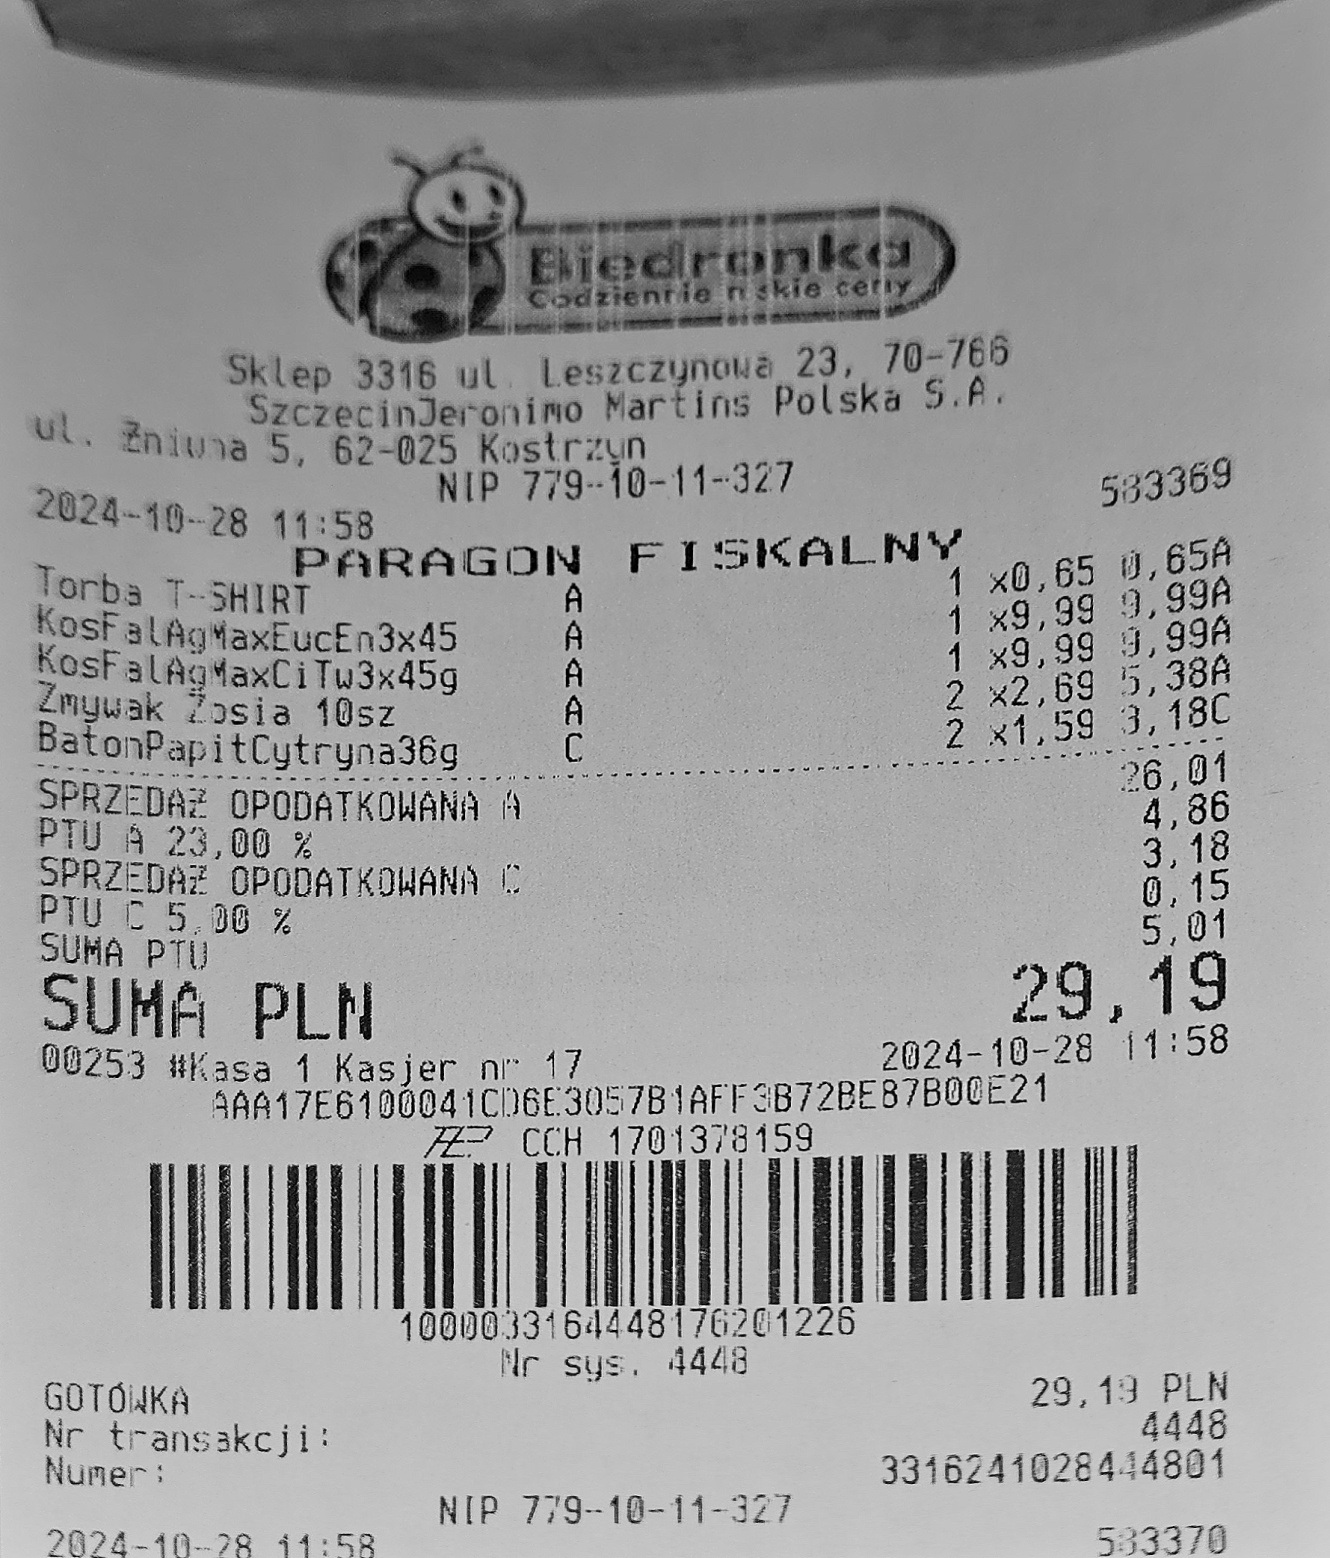 Biedronka
Codziennie niskie ceny
Sklep 3316 ul. Leszczynowa 23, 70-766
SzczecinJeronimo Martins Polska S.A.
ul. Żniwna 5, 62-025 Kostrzyn
NIP 779-10-11-327
2024-10-28 11:58 533369
PARAGON FISKALNY
Torba T-SHIRT A 1 x0,65 0,65A
KosFalAgMaxEucEn3x45 A 1 x9,99 9,99A
KosFalAgMaxCiTw3x45g A 1 x9,99 9,99A
Zmywak Zosia 10sz A 2 x2,69 5,38A
BatonPapitCytryna36g C 2 x1,59 3,18C
SPRZEDAŻ OPODATKOWANA A 26,01
PTU A 23,00 % 4,86
SPRZEDAŻ OPODATKOWANA C 3,18
PTU C 5,00 % 0,15
SUMA PTU 5,01
SUMA PLN 29,19
00253 #Kasa 1 Kasjer nr 17 2024-10-28 11:58
AAA17E6100041CD6E3057B1AFF3B72BE87B00E21
CCH 1701378159
1000033164448176201226
Nr sys. 4448
GOTÓWKA 29,19 PLN
Nr transakcji: 4448
Numer: 3316241028444801
NIP 779-10-11-327
2024-10-28 11:58 533370